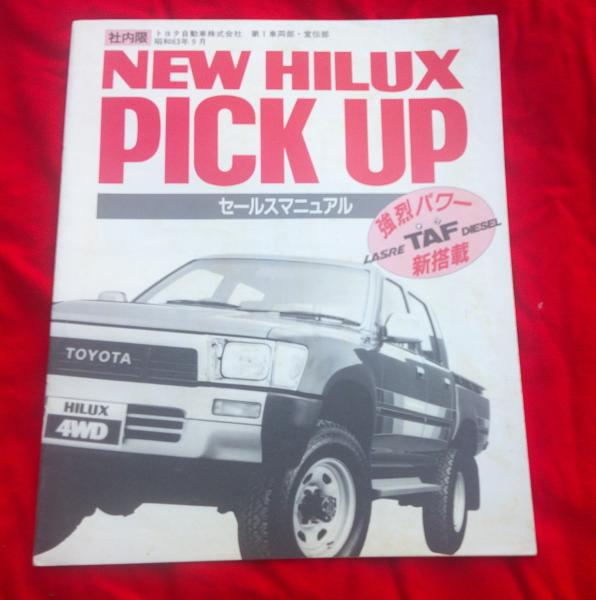 社内限
トヨタ自動車株式会社 第1車両部・宣伝部
昭和63年9月
NEW HILUX
PICK UP
セールスマニュアル
強烈パワー
LASRE TAF DIESEL
新搭載
TOYOTA
HILUX
4WD